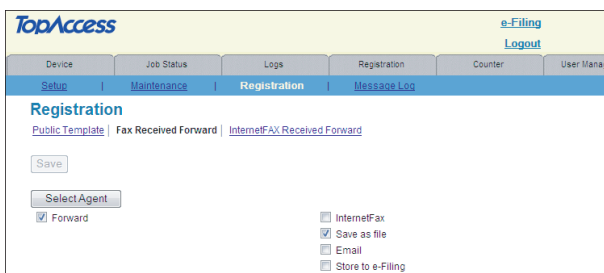 TopAccess
e-Filing
Logout
Device Job Status Logs Registration Counter User Mana
Setup | Maintenance | Registration | Message Log
Registration
Public Template | Fax Received Forward | InternetFAX Received Forward
Save
Select Agent
Forward InternetFax
Save as file
Email
Store to e-Filing